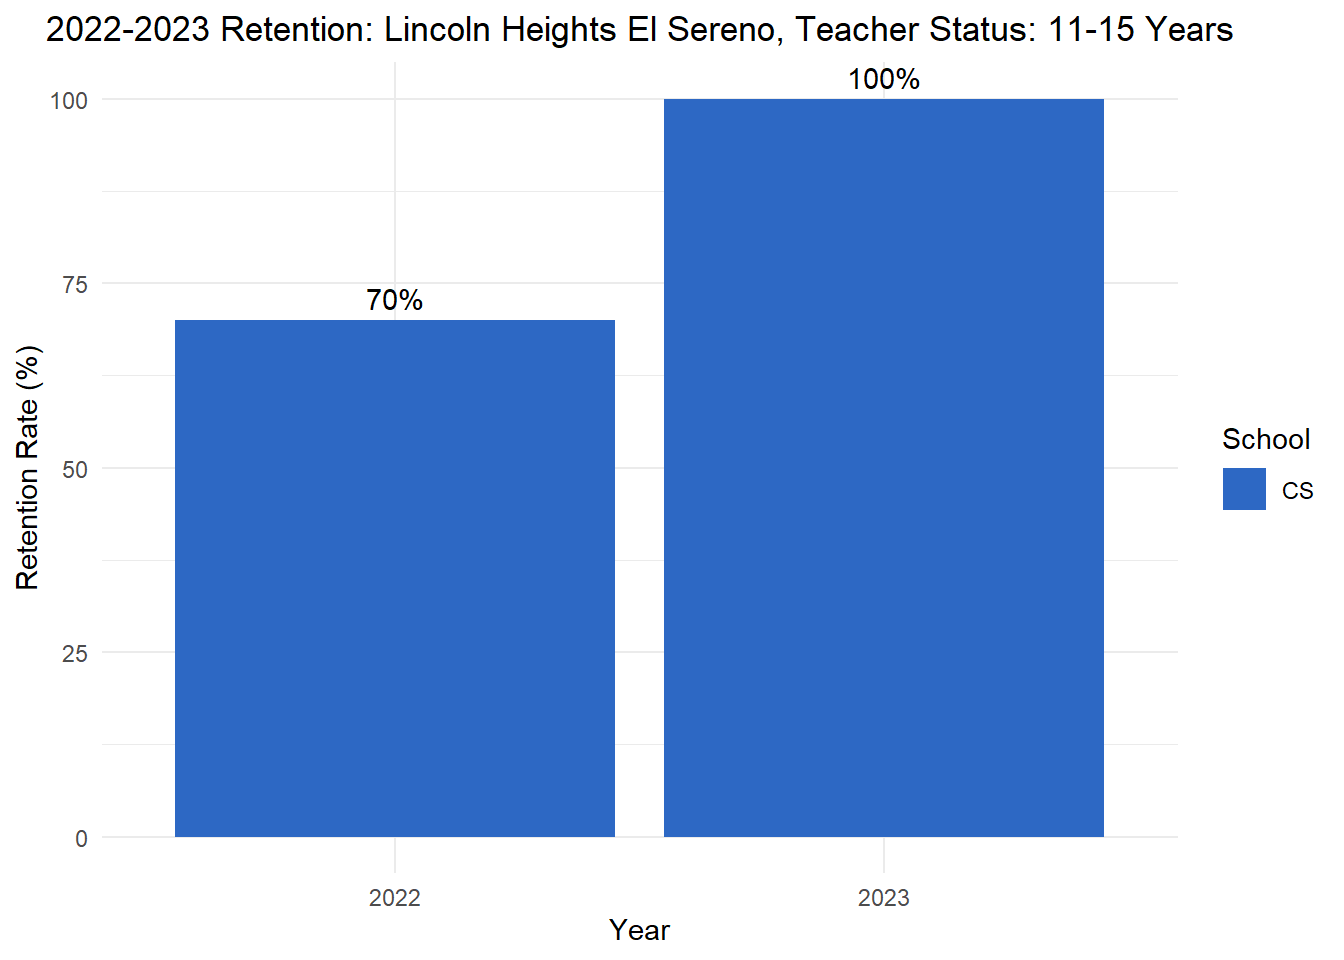 2022-2023 Retention: Lincoln Heights El Sereno, Teacher Status: 11-15 Years
100%
100
75
70%
Retention Rate (%)
50
25
0
School
CS
2022
2023
Year